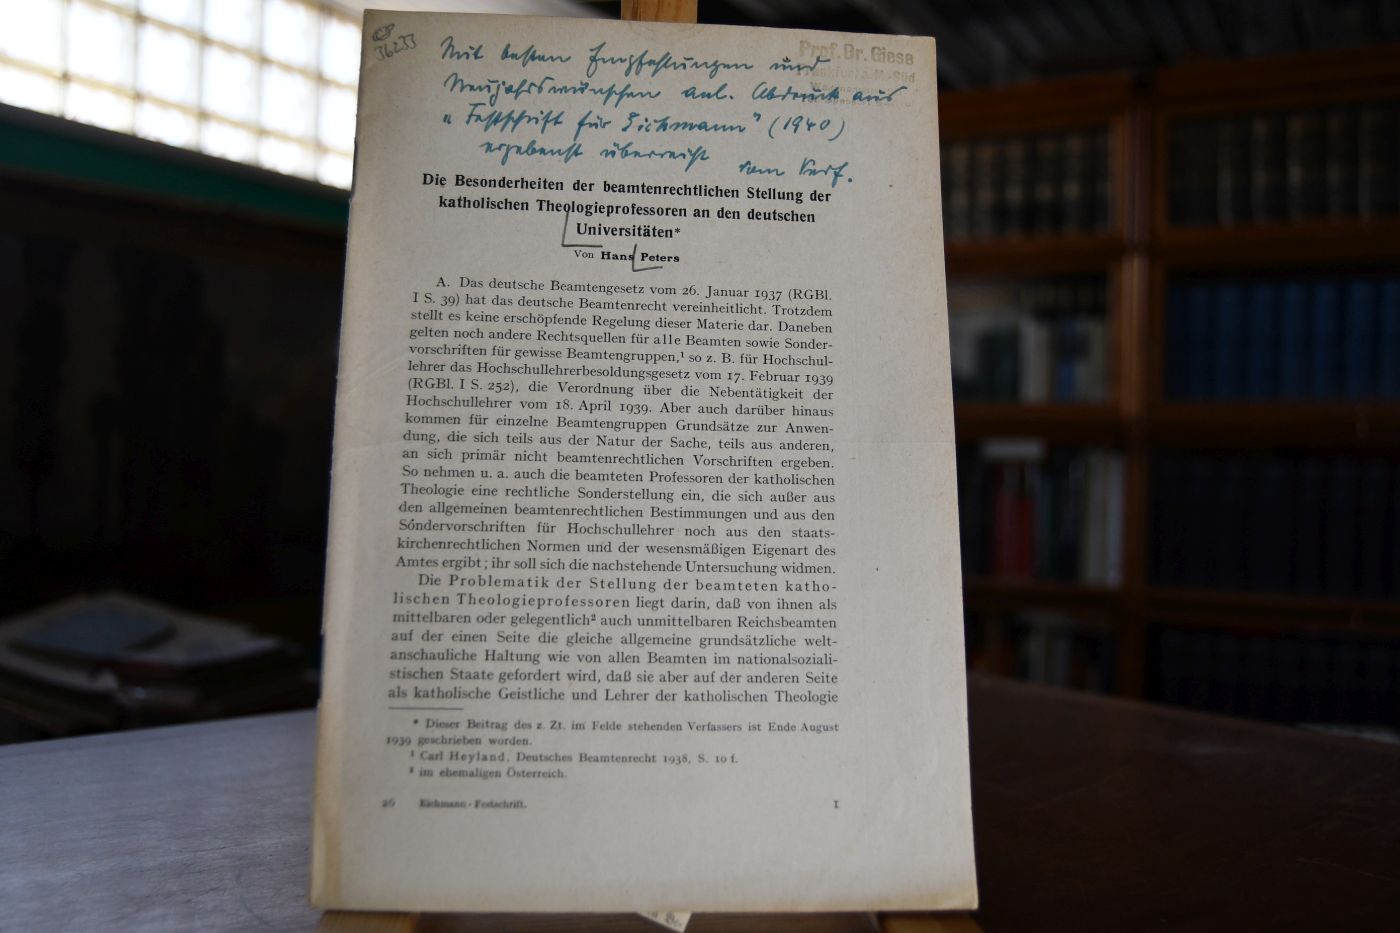 36233
Mit besten Empfehlungen und
Neujahrswünschen anl. Abdruck aus
„Festschrift für Eichmann" (1940)
ergebenst überreicht vom Verf.
Prof. Dr. Giese
Frankfurt a. M.-Süd
Die Besonderheiten der beamtenrechtlichen Stellung der
katholischen Theologieprofessoren an den deutschen
Universitäten*
Von Hans Peters
A. Das deutsche Beamtengesetz vom 26. Januar 1937 (RGBl.
I S. 39) hat das deutsche Beamtenrecht vereinheitlicht. Trotzdem
stellt es keine erschöpfende Regelung dieser Materie dar. Daneben
gelten noch andere Rechtsquellen für alle Beamten sowie Sonder-
vorschriften für gewisse Beamtengruppen,¹ so z. B. für Hochschul-
lehrer das Hochschullehrerbesoldungsgesetz vom 17. Februar 1939
(RGBl. I S. 252), die Verordnung über die Nebentätigkeit der
Hochschullehrer vom 18. April 1939. Aber auch darüber hinaus
kommen für einzelne Beamtengruppen Grundsätze zur Anwen-
dung, die sich teils aus der Natur der Sache, teils aus anderen,
an sich primär nicht beamtenrechtlichen Vorschriften ergeben.
So nehmen u. a. auch die beamteten Professoren der katholischen
Theologie eine rechtliche Sonderstellung ein, die sich außer aus
den allgemeinen beamtenrechtlichen Bestimmungen und aus den
Sondervorschriften für Hochschullehrer noch aus den staats-
kirchenrechtlichen Normen und der wesensmäßigen Eigenart des
Amtes ergibt; ihr soll sich die nachstehende Untersuchung widmen.
Die Problematik der Stellung der beamteten katho-
lischen Theologieprofessoren liegt darin, daß von ihnen als
mittelbaren oder gelegentlich² auch unmittelbaren Reichsbeamten
auf der einen Seite die gleiche allgemeine grundsätzliche welt-
anschauliche Haltung wie von allen Beamten im nationalsoziali-
stischen Staate gefordert wird, daß sie aber auf der anderen Seite
als katholische Geistliche und Lehrer der katholischen Theologie
* Dieser Beitrag des z. Zt. im Felde stehenden Verfassers ist Ende August
1939 geschrieben worden.
¹ Carl Heyland, Deutsches Beamtenrecht 1938, S. 10 f.
² im ehemaligen Österreich.
26 Eichmann-Festschrift. I